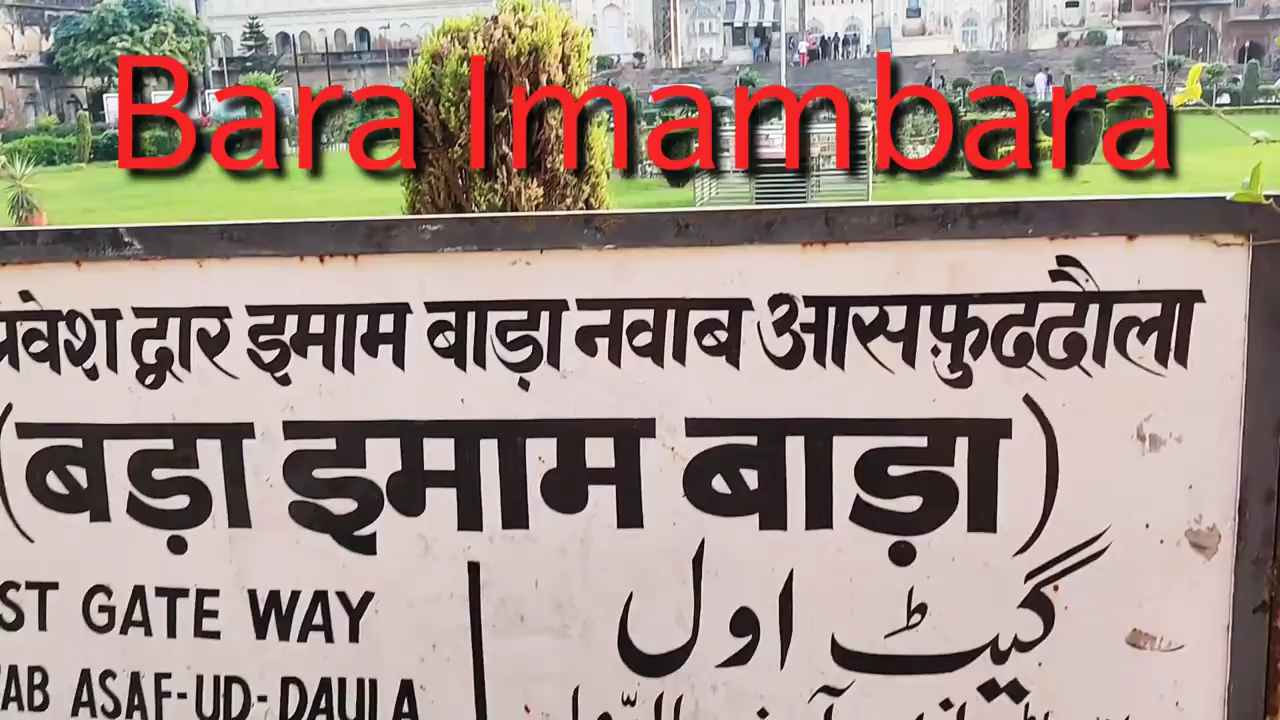 Bara Imambara
प्रवेश द्वार इमाम बाड़ा नवाब आसफ़ुद्दौला
(बड़ा इमाम बाड़ा)
ST GATE WAY
گیٹ اول
AB ASAF-UD-DAULA